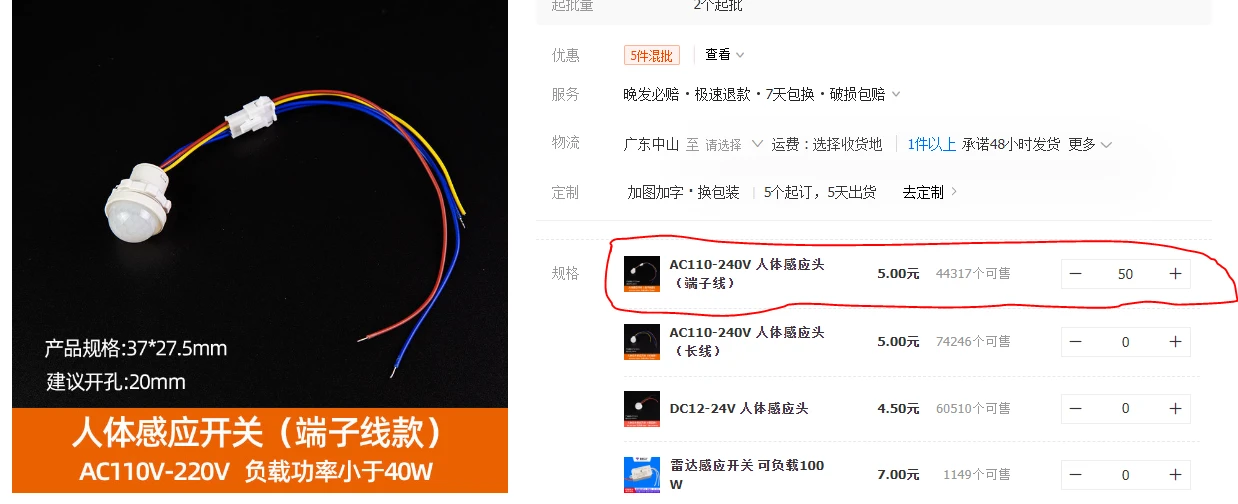 产品规格:37*27.5mm
建议开孔:20mm
人体感应开关（端子线款）
AC110V-220V 负载功率小于40W
起批量 2个起批
优惠 5件混批 查看
服务 晚发必赔·极速退款·7天包换·破损包赔
物流 广东中山 至 请选择 运费：选择收货地 1件以上 承诺48小时发货 更多
定制 加图加字·换包装 5个起订，5天出货 去定制
规格
AC110-240V 人体感应头
（端子线）
5.00元 44317个可售 － 50 ＋
AC110-240V 人体感应头
（长线）
5.00元 74246个可售 － 0 ＋
DC12-24V 人体感应头 4.50元 60510个可售 － 0 ＋
雷达感应开关 可负载100
W
7.00元 1149个可售 － 0 ＋